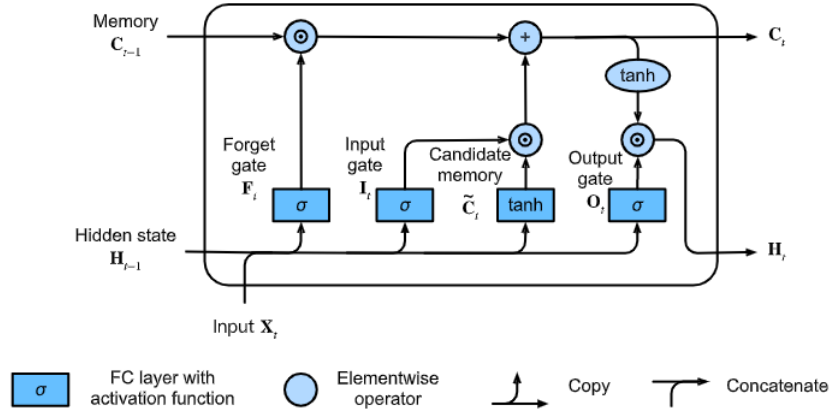 Memory
C_{t-1}
C_t
tanh
Forget
gate
F_t
Input
gate
I_t
Candidate
memory
C̃_t
Output
gate
O_t
σ
σ
tanh
σ
Hidden state
H_{t-1}
H_t
Input X_t
σ
FC layer with
activation function
Elementwise
operator
Copy
Concatenate